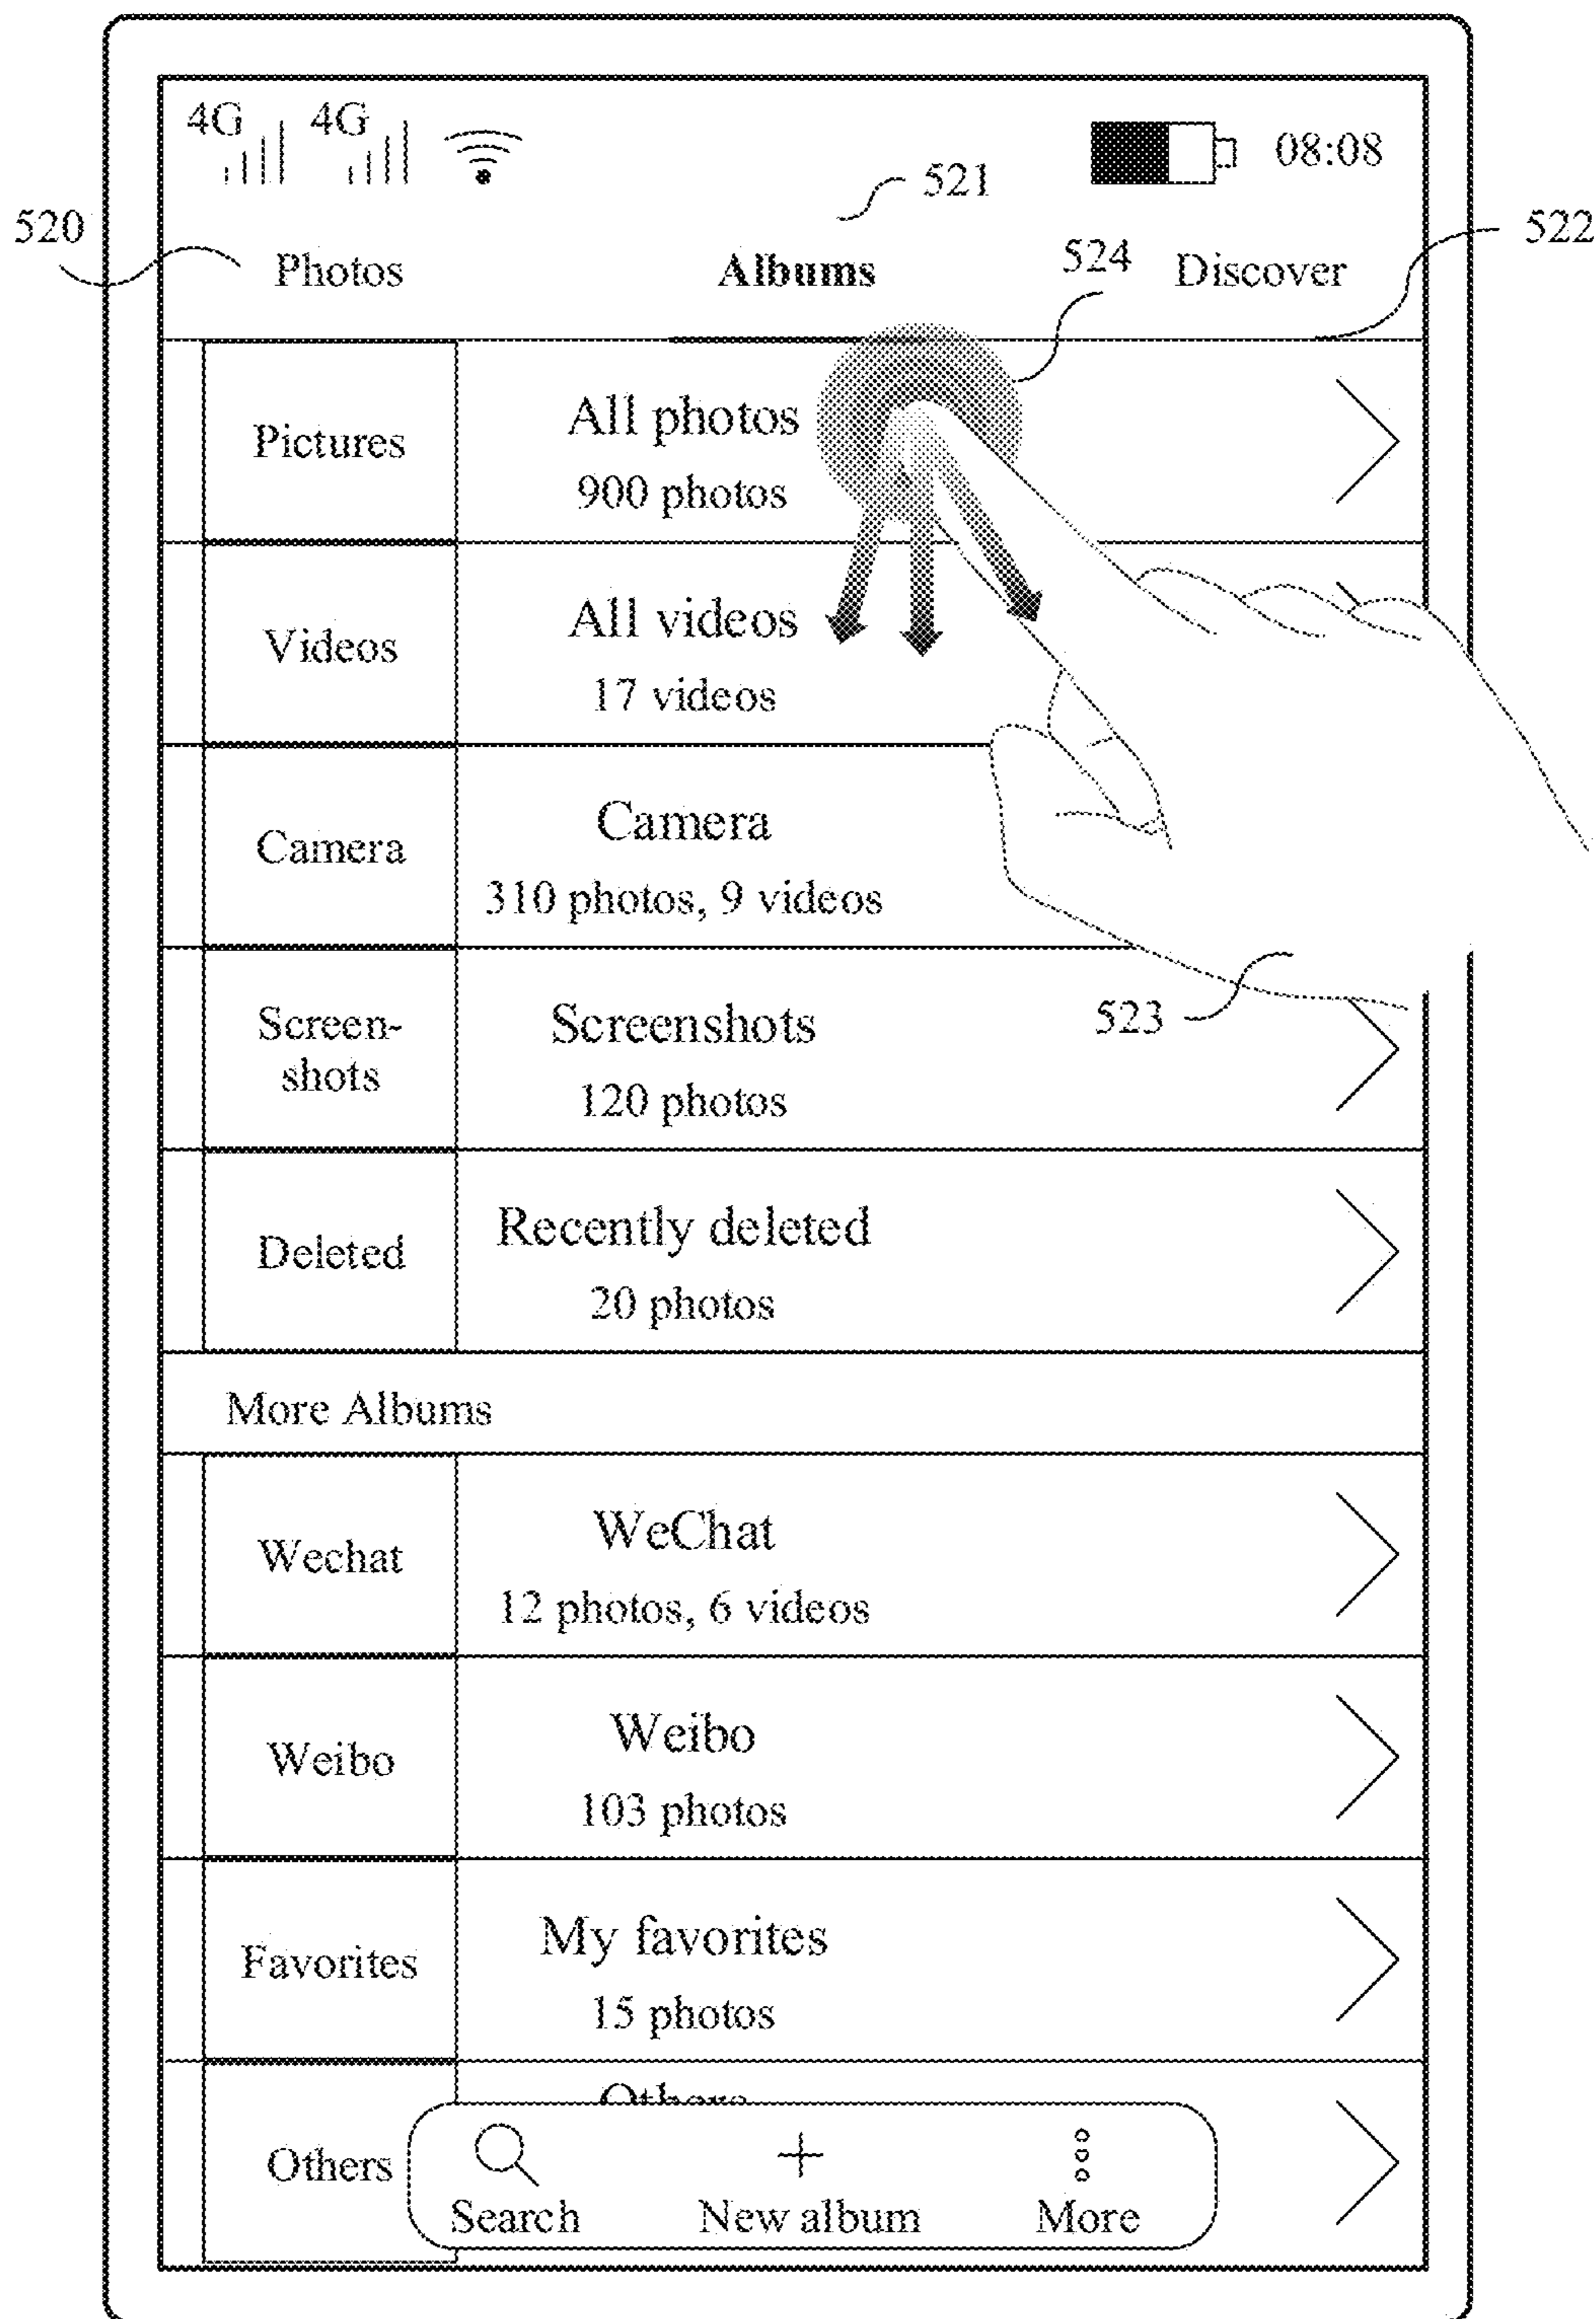 4G 4G 08:08
521
520 522
Photos Albums 524 Discover
Pictures
All photos
900 photos
Videos
All videos
17 videos
Camera
Camera
310 photos, 9 videos
Screen-
shots
Screenshots
120 photos
523
Deleted
Recently deleted
20 photos
More Albums
Wechat
WeChat
12 photos, 6 videos
Weibo
Weibo
103 photos
Favorites
My favorites
15 photos
Others
Others
Search New album More